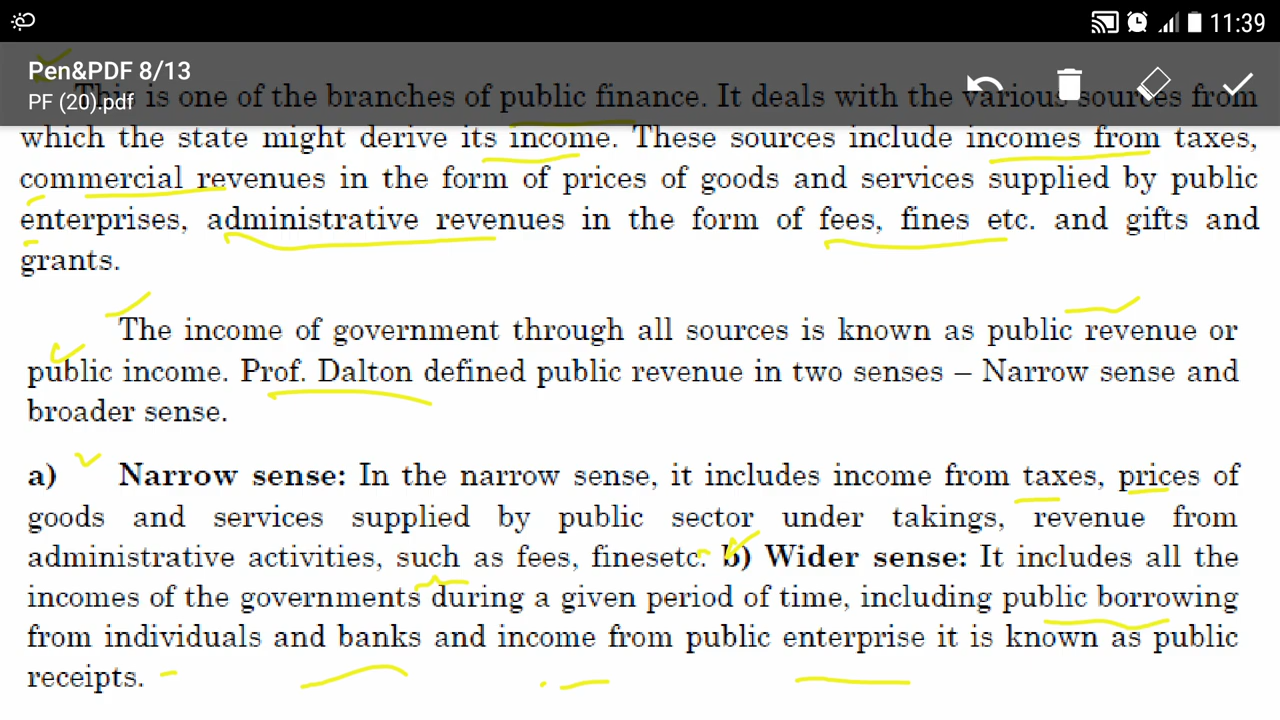 11:39
Pen&PDF 8/13
PF (20).pdf
This is one of the branches of public finance. It deals with the various sources from
which the state might derive its income. These sources include incomes from taxes,
commercial revenues in the form of prices of goods and services supplied by public
enterprises, administrative revenues in the form of fees, fines etc. and gifts and
grants.
The income of government through all sources is known as public revenue or
public income. Prof. Dalton defined public revenue in two senses – Narrow sense and
broader sense.
a) Narrow sense: In the narrow sense, it includes income from taxes, prices of
goods and services supplied by public sector under takings, revenue from
administrative activities, such as fees, finesetc. b) Wider sense: It includes all the
incomes of the governments during a given period of time, including public borrowing
from individuals and banks and income from public enterprise it is known as public
receipts.